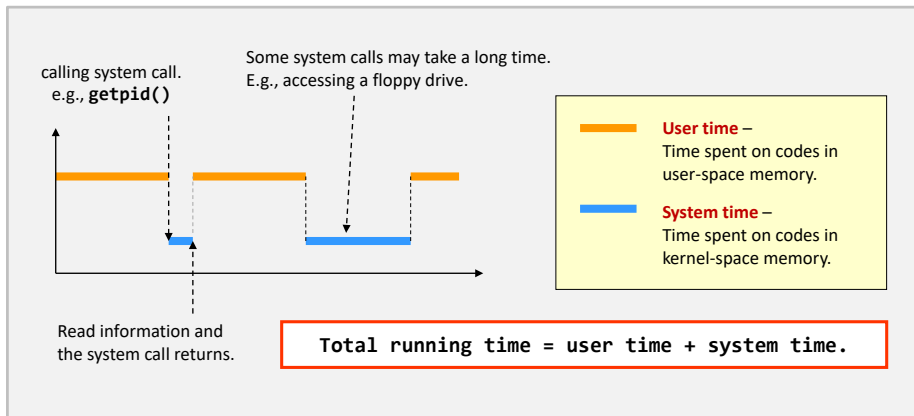 Some system calls may take a long time.
E.g., accessing a floppy drive.
calling system call.
e.g., getpid()
User time –
Time spent on codes in
user-space memory.
System time –
Time spent on codes in
kernel-space memory.
Read information and
the system call returns.
Total running time = user time + system time.